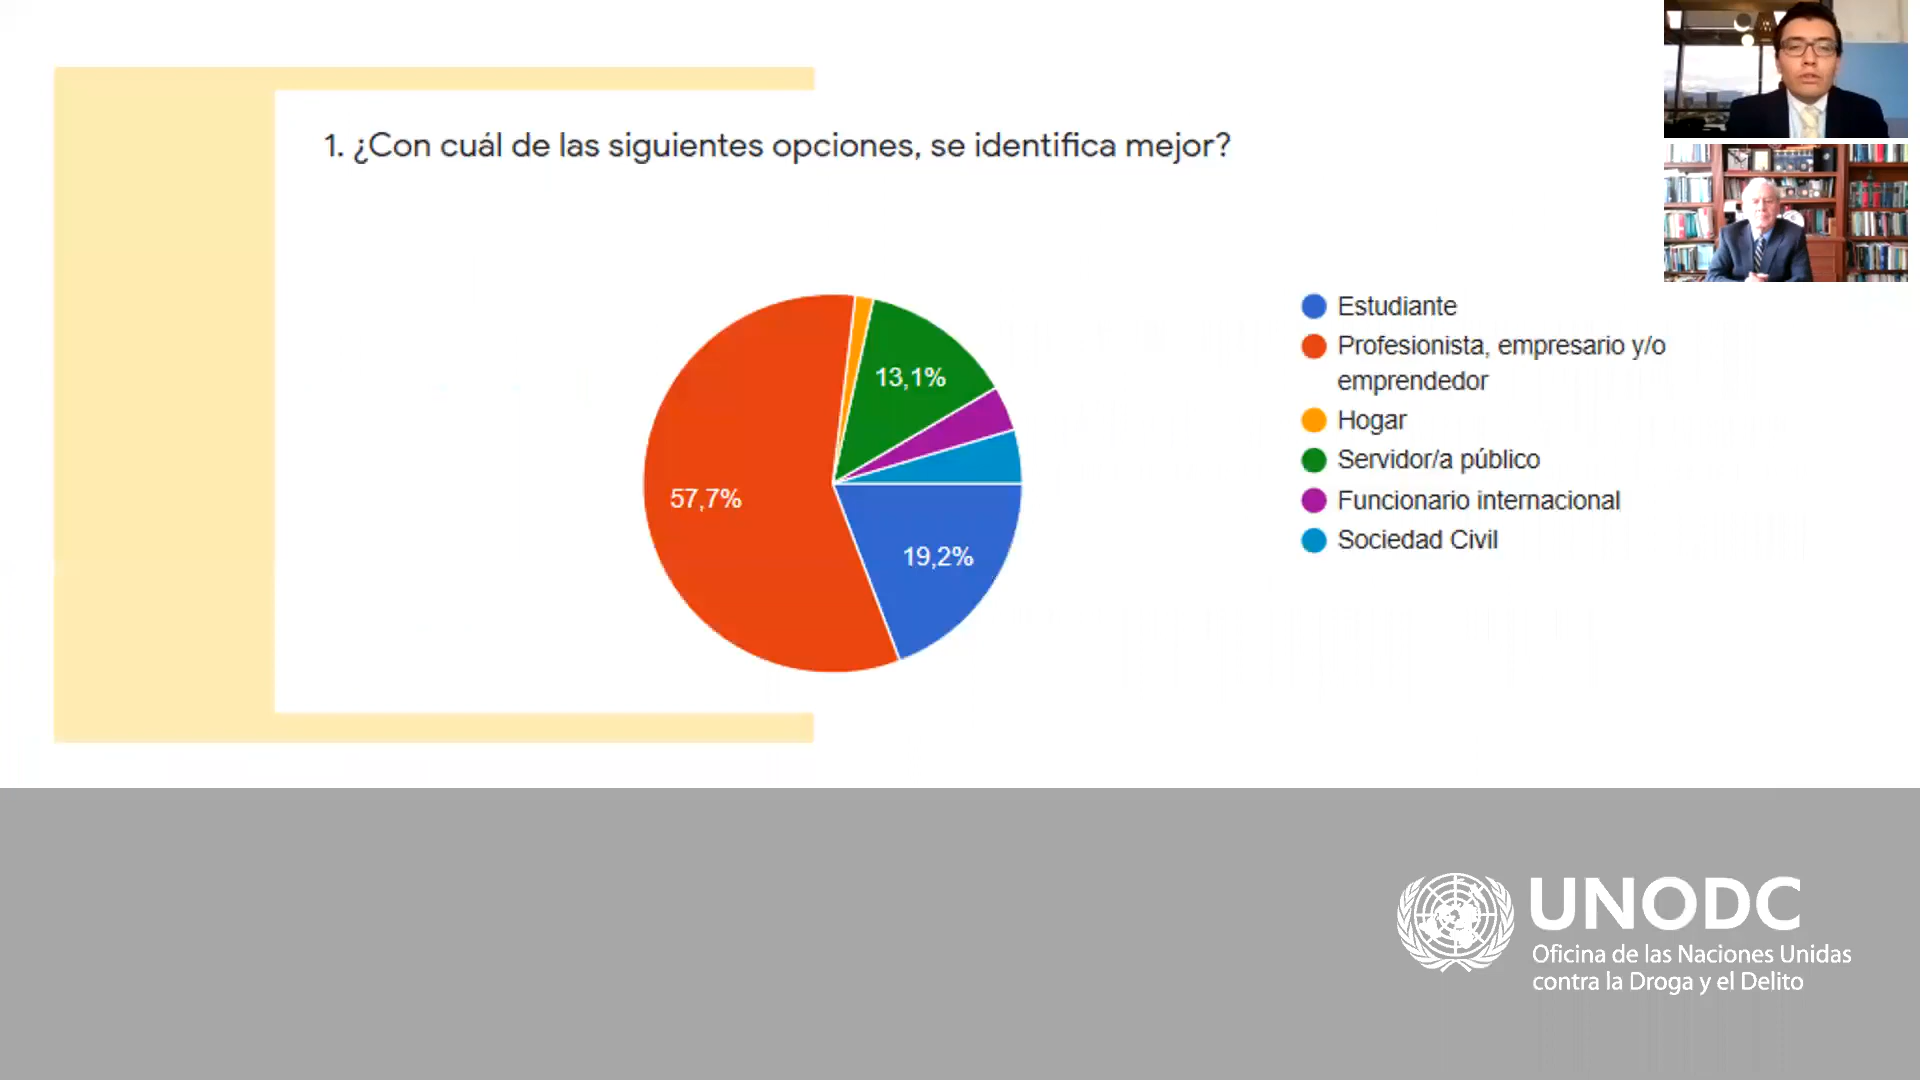 1. ¿Con cuál de las siguientes opciones, se identifica mejor?
13,1%
57,7%
19,2%
Estudiante
Profesionista, empresario y/o
emprendedor
Hogar
Servidor/a público
Funcionario internacional
Sociedad Civil
UNODC
Oficina de las Naciones Unidas
contra la Droga y el Delito